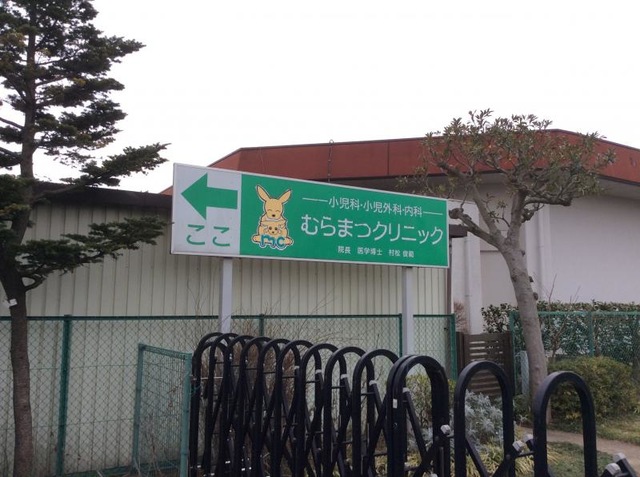 ここ
小児科・小児外科・内科
むらまつクリニック
MC
院長 医学博士 村松 俊範